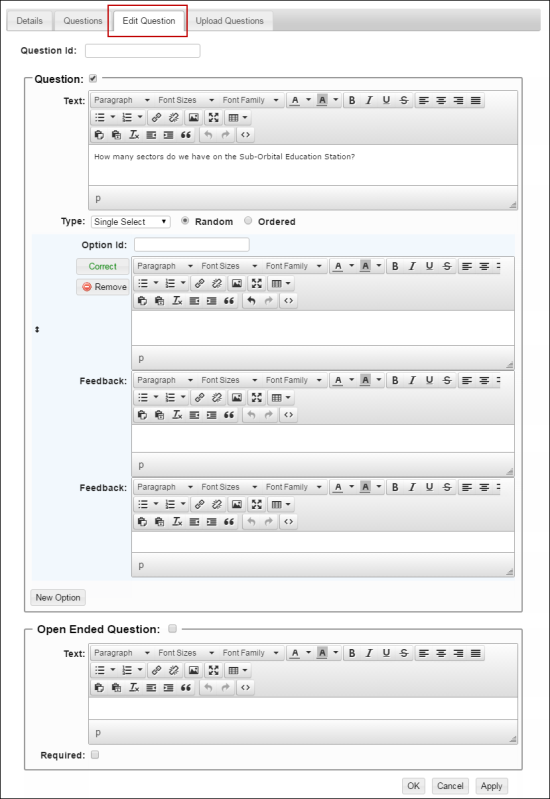 Details Questions Edit Question Upload Questions
Question Id:
Question:
Text: Paragraph Font Sizes Font Family A A B I U S
How many sectors do we have on the Sub-Orbital Education Station?
p
Type: Single Select Random Ordered
Option Id:
Correct Paragraph Font Sizes Font Family A A B I U S
Remove
p
Feedback: Paragraph Font Sizes Font Family A A B I U S
p
Feedback: Paragraph Font Sizes Font Family A A B I U S
p
New Option
Open Ended Question:
Text: Paragraph Font Sizes Font Family A A B I U S
p
Required:
OK Cancel Apply